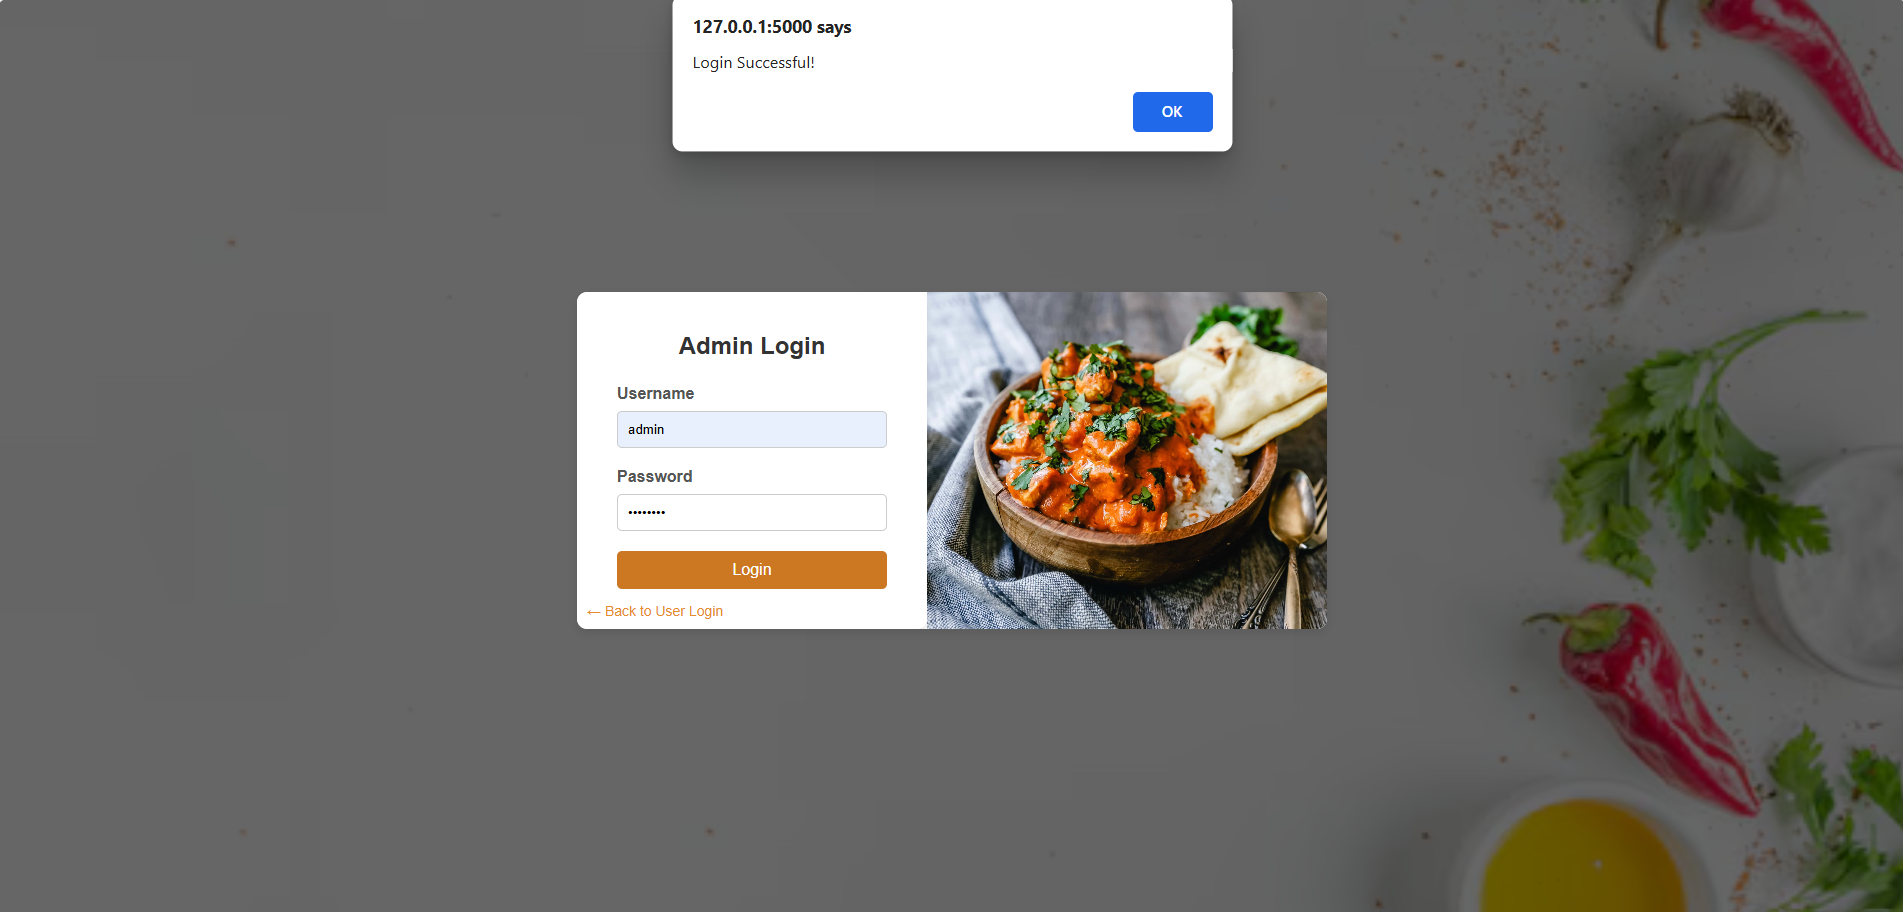 127.0.0.1:5000 says
Login Successful!
OK
Admin Login
Username
admin
Password
••••••••
Login
← Back to User Login